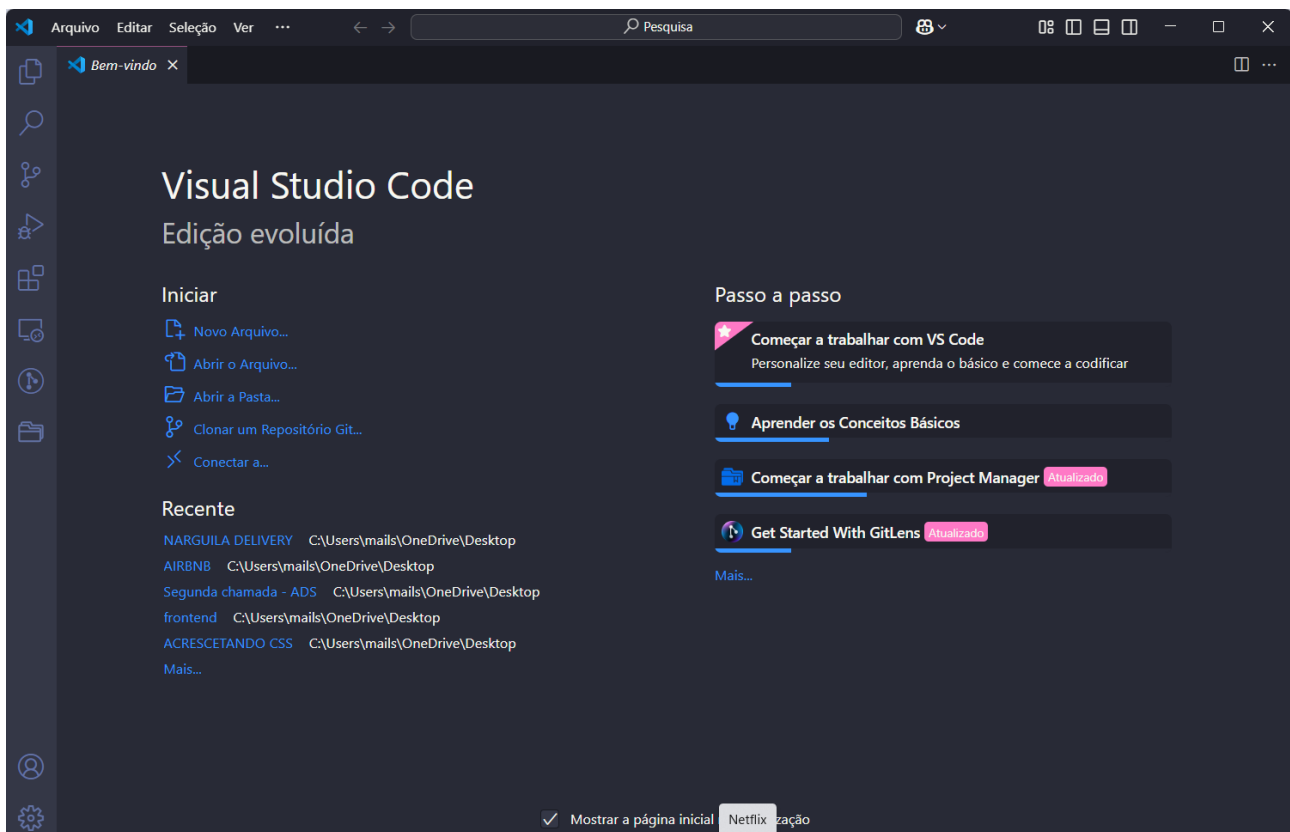 Arquivo Editar Seleção Ver ··· Pesquisa
Bem-vindo
Visual Studio Code
Edição evoluída
Iniciar
Novo Arquivo...
Abrir o Arquivo...
Abrir a Pasta...
Clonar um Repositório Git...
Conectar a...
Recente
NARGUILA DELIVERY C:\Users\mails\OneDrive\Desktop
AIRBNB C:\Users\mails\OneDrive\Desktop
Segunda chamada - ADS C:\Users\mails\OneDrive\Desktop
frontend C:\Users\mails\OneDrive\Desktop
ACRESCETANDO CSS C:\Users\mails\OneDrive\Desktop
Mais...
Passo a passo
Começar a trabalhar com VS Code
Personalize seu editor, aprenda o básico e comece a codificar
Aprender os Conceitos Básicos
Começar a trabalhar com Project Manager Atualizado
Get Started With GitLens Atualizado
Mais...
Mostrar a página inicial Netflix zação